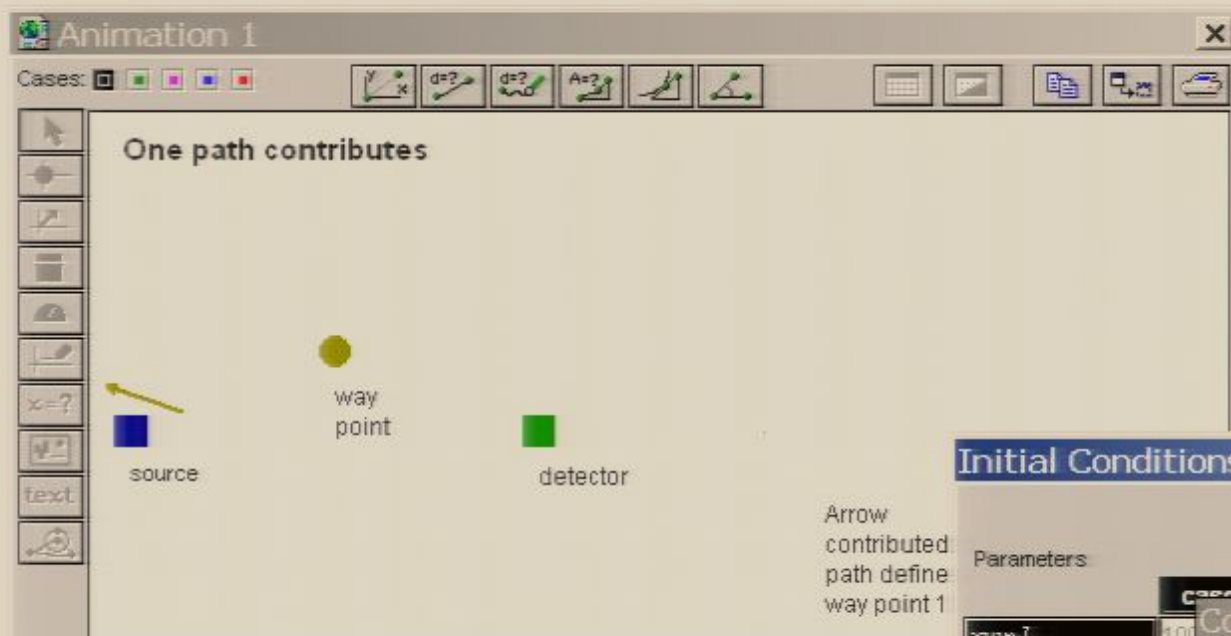 Animation 1
Cases:
y x
d=?
d=?
A=?
One path contributes
x=?
text
way
point
source
detector
Arrow
contributed
path define
way point 1
Initial Conditions
Parameters